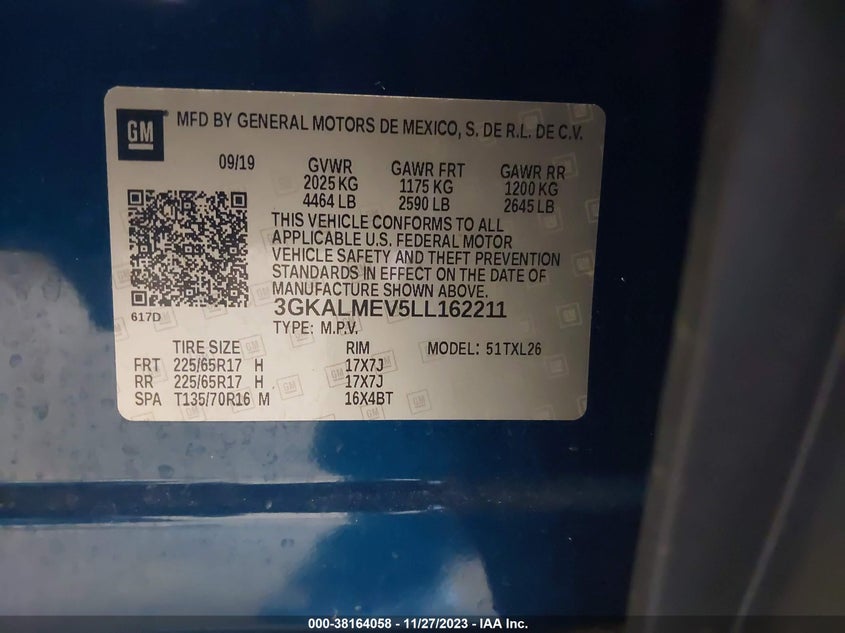 GM MFD BY GENERAL MOTORS DE MEXICO, S. DE R.L. DE C.V.
09/19 GVWR GAWR FRT GAWR RR
2025 KG 1175 KG 1200 KG
4464 LB 2590 LB 2645 LB
THIS VEHICLE CONFORMS TO ALL
APPLICABLE U.S. FEDERAL MOTOR
VEHICLE SAFETY AND THEFT PREVENTION
STANDARDS IN EFFECT ON THE DATE OF
MANUFACTURE SHOWN ABOVE.
617D 3GKALMEV5LL162211
TYPE: M.P.V.
TIRE SIZE RIM MODEL: 51TXL26
FRT 225/65R17 H 17X7J
RR 225/65R17 H 17X7J
SPA T135/70R16 M 16X4BT
000-38164058 - 11/27/2023 - IAA Inc.